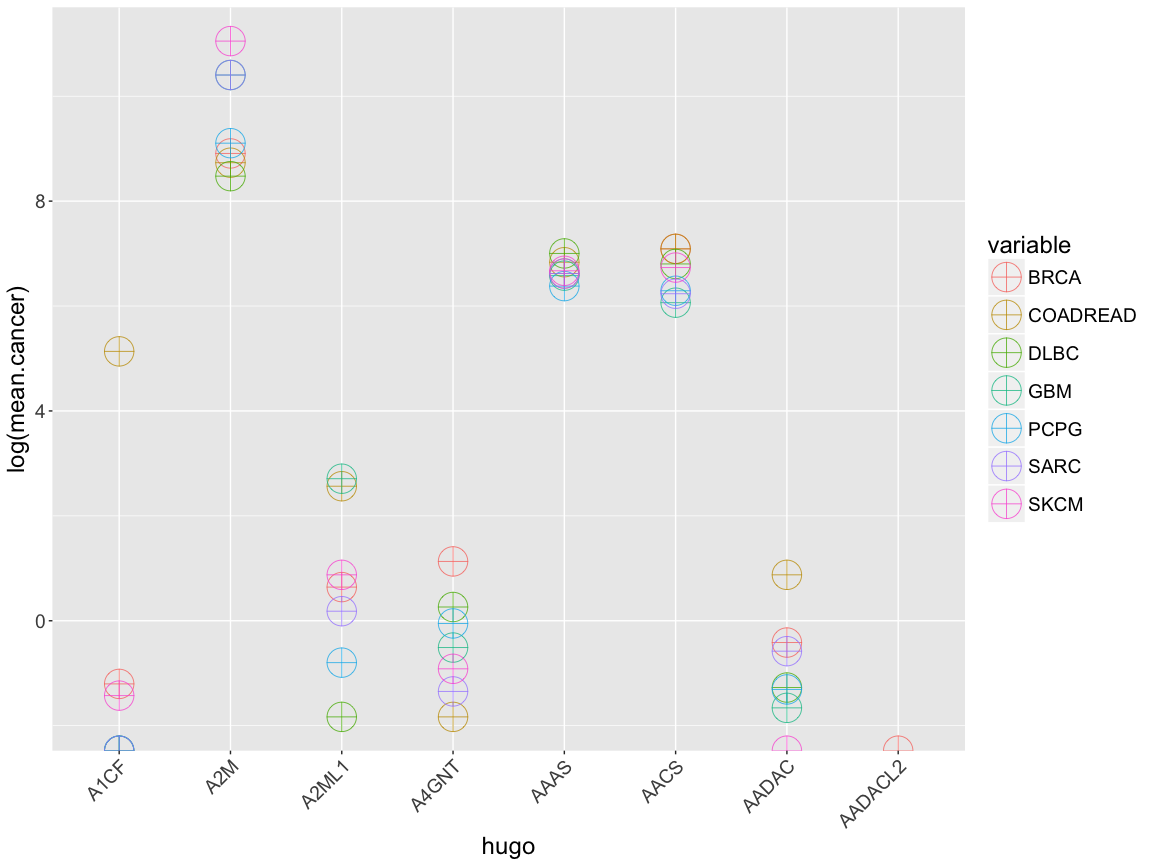 log(mean.cancer)
8
4
0
A1CF
A2M
A2ML1
A4GNT
AAAS
AACS
AADAC
AADACL2
hugo
variable
BRCA
COADREAD
DLBC
GBM
PCPG
SARC
SKCM